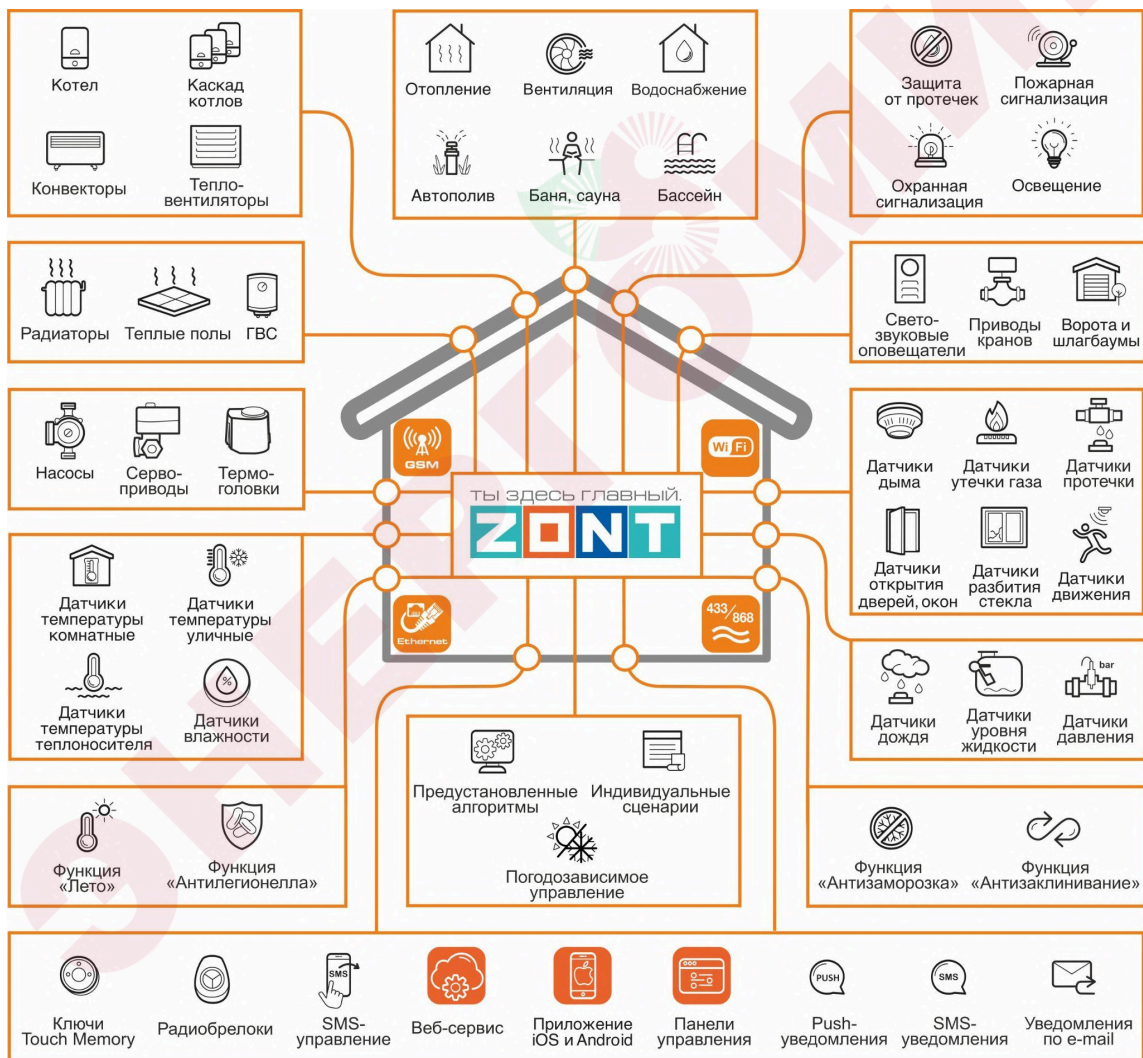 Котел
Каскад
котлов
Конвекторы
Тепло-
вентиляторы
Отопление
Вентиляция
Водоснабжение
Автополив
Баня, сауна
Бассейн
Защита
от протечек
Пожарная
сигнализация
Охранная
сигнализация
Освещение
Радиаторы
Теплые полы
ГВС
Свето-
звуковые
оповещатели
Приводы
кранов
Ворота и
шлагбаумы
Насосы
Серво-
приводы
Термо-
головки
GSM
Wi Fi
ты здесь главный.
ZONT
Ethernet
433/868
Датчики
дыма
Датчики
утечки газа
Датчики
протечки
Датчики
открытия
дверей, окон
Датчики
разбития
стекла
Датчики
движения
Датчики
температуры
комнатные
Датчики
температуры
уличные
Датчики
температуры
теплоносителя
%
Датчики
влажности
bar
Датчики
дождя
Датчики
уровня
жидкости
Датчики
давления
Предустановленные
алгоритмы
Индивидуальные
сценарии
Погодозависимое
управление
Функция
«Лето»
Функция
«Антилегионелла»
Функция
«Антизаморозка»
Функция
«Антизаклинивание»
Ключи
Touch Memory
Радиобрелоки
SMS
SMS-
управление
Веб-сервис
Приложение
iOS и Android
Панели
управления
PUSH
Push-
уведомления
SMS
SMS-
уведомления
Уведомления
по e-mail
ЭНЕРГОМИ